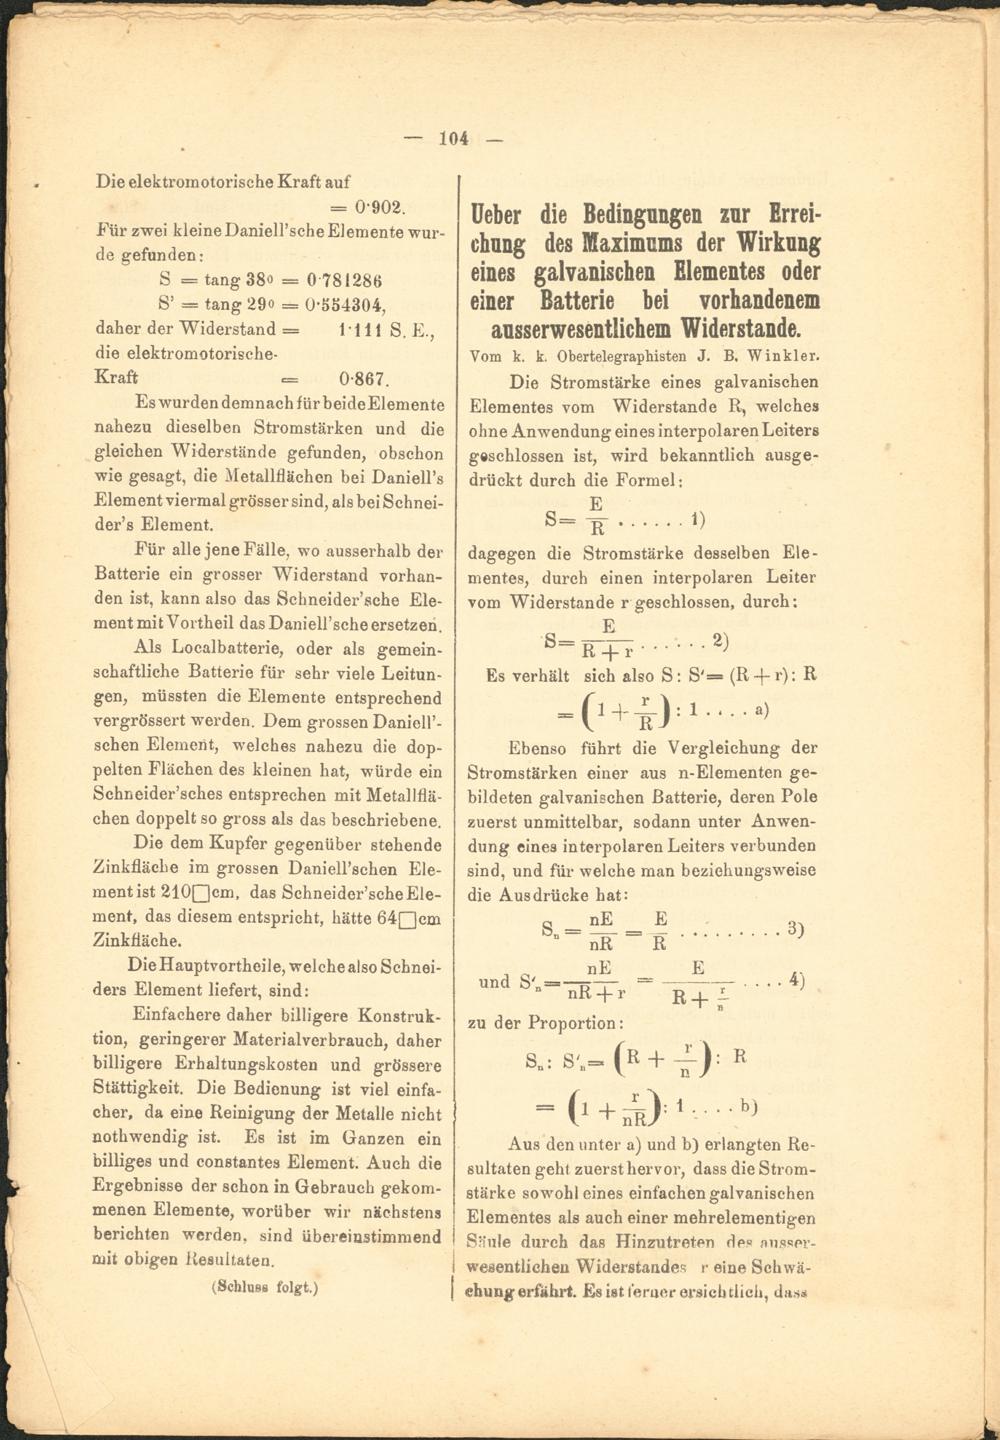 — 104 —
Die elektromotorische Kraft auf
= 0·902.
Für zwei kleine Daniell'sche Elemente wur-
de gefunden:
S = tang 38o = 0·781286
S' = tang 29o = 0·554304,
daher der Widerstand = 1·111 S. E.,
die elektromotorische-
Kraft = 0·867.
Es wurden demnach für beide Elemente
nahezu dieselben Stromstärken und die
gleichen Widerstände gefunden, obschon
wie gesagt, die Metallflächen bei Daniell's
Element viermal grösser sind, als bei Schnei-
der's Element.
Für alle jene Fälle, wo ausserhalb der
Batterie ein grosser Widerstand vorhan-
den ist, kann also das Schneider'sche Ele-
ment mit Vortheil das Daniell'sche ersetzen.
Als Localbatterie, oder als gemein-
schaftliche Batterie für sehr viele Leitun-
gen, müssten die Elemente entsprechend
vergrössert werden. Dem grossen Daniell'-
schen Element, welches nahezu die dop-
pelten Flächen des kleinen hat, würde ein
Schneider'sches entsprechen mit Metallflä-
chen doppelt so gross als das beschriebene.
Die dem Kupfer gegenüber stehende
Zinkfläche im grossen Daniell'schen Ele-
ment ist 210□cm, das Schneider'sche Ele-
ment, das diesem entspricht, hätte 64□cm
Zinkfläche.
Die Hauptvortheile, welche also Schnei-
ders Element liefert, sind:
Einfachere daher billigere Konstruk-
tion, geringerer Materialverbrauch, daher
billigere Erhaltungskosten und grössere
Stättigkeit. Die Bedienung ist viel einfa-
cher, da eine Reinigung der Metalle nicht
nothwendig ist. Es ist im Ganzen ein
billiges und constantes Element. Auch die
Ergebnisse der schon in Gebrauch gekom-
menen Elemente, worüber wir nächstens
berichten werden, sind übereinstimmend
mit obigen Resultaten.
(Schluss folgt.)
Ueber die Bedingungen zur Errei-
chung des Maximums der Wirkung
eines galvanischen Elementes oder
einer Batterie bei vorhandenem
ausserwesentlichem Widerstande.
Vom k. k. Obertelegraphisten J. B. Winkler.
Die Stromstärke eines galvanischen
Elementes vom Widerstande R, welches
ohne Anwendung eines interpolaren Leiters
geschlossen ist, wird bekanntlich ausge-
drückt durch die Formel:
S= E/R ...... 1)
dagegen die Stromstärke desselben Ele-
mentes, durch einen interpolaren Leiter
vom Widerstande r geschlossen, durch:
S= E/(R + r) ...... 2)
Es verhält sich also S: S'= (R + r): R
= (1 + r/R): 1 .... a)
Ebenso führt die Vergleichung der
Stromstärken einer aus n-Elementen ge-
bildeten galvanischen Batterie, deren Pole
zuerst unmittelbar, sodann unter Anwen-
dung eines interpolaren Leiters verbunden
sind, und für welche man beziehungsweise
die Ausdrücke hat:
Sₙ = nE/nR = E/R ......... 3)
und S'ₙ= nE/(nR + r) = E/(R + r/n) .... 4)
zu der Proportion:
Sₙ: S'ₙ= (R + r/n): R
= (1 + r/nR): 1 .... b)
Aus den unter a) und b) erlangten Re-
sultaten geht zuerst hervor, dass die Strom-
stärke sowohl eines einfachen galvanischen
Elementes als auch einer mehrelementigen
Säule durch das Hinzutreten des ausser-
wesentlichen Widerstandes r eine Schwä-
chung erfährt. Es ist ferner ersichtlich, dass